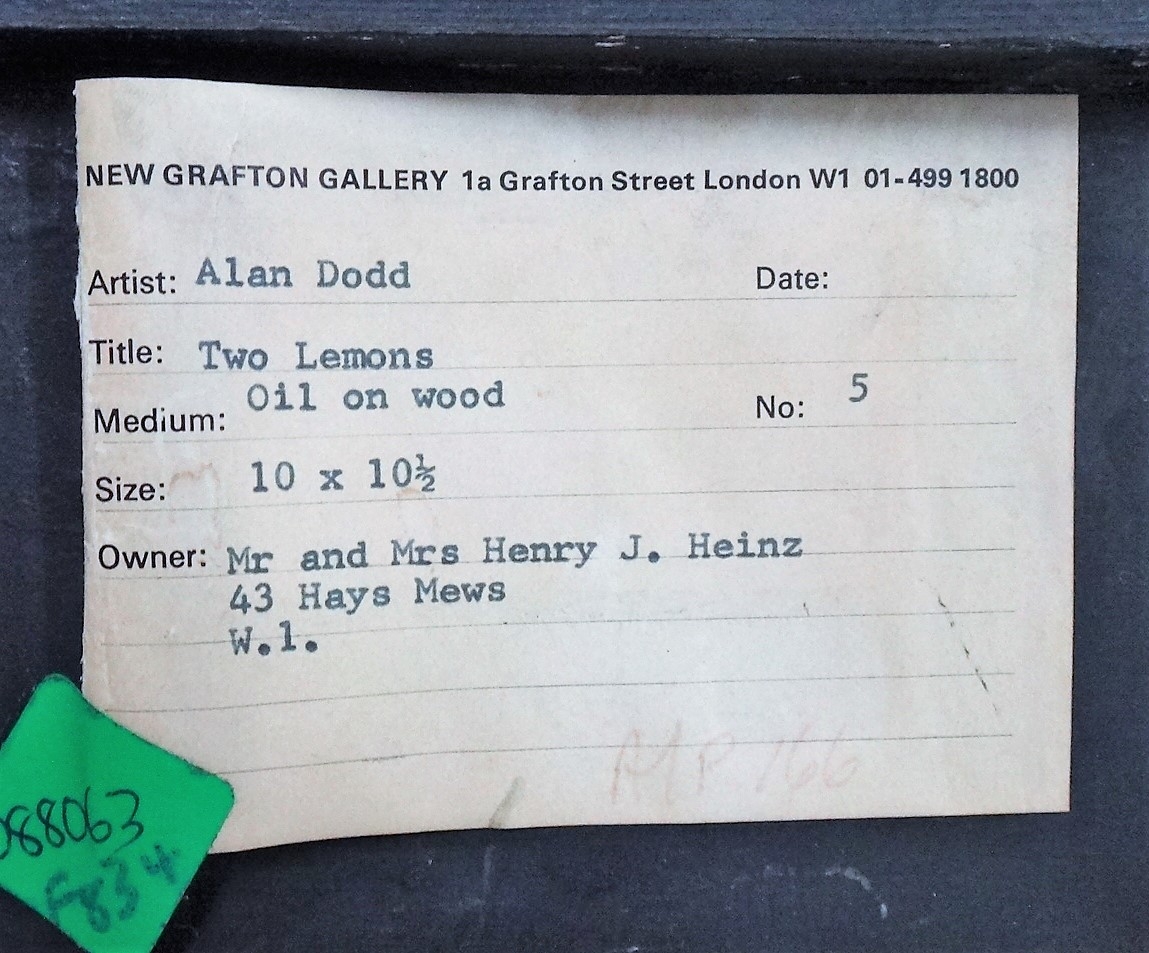 NEW GRAFTON GALLERY 1a Grafton Street London W1 01-499 1800
Artist: Alan Dodd Date:
Title: Two Lemons
Medium: Oil on wood No: 5
Size: 10 x 10½
Owner: Mr and Mrs Henry J. Heinz
43 Hays Mews
W.1.
88063
F834